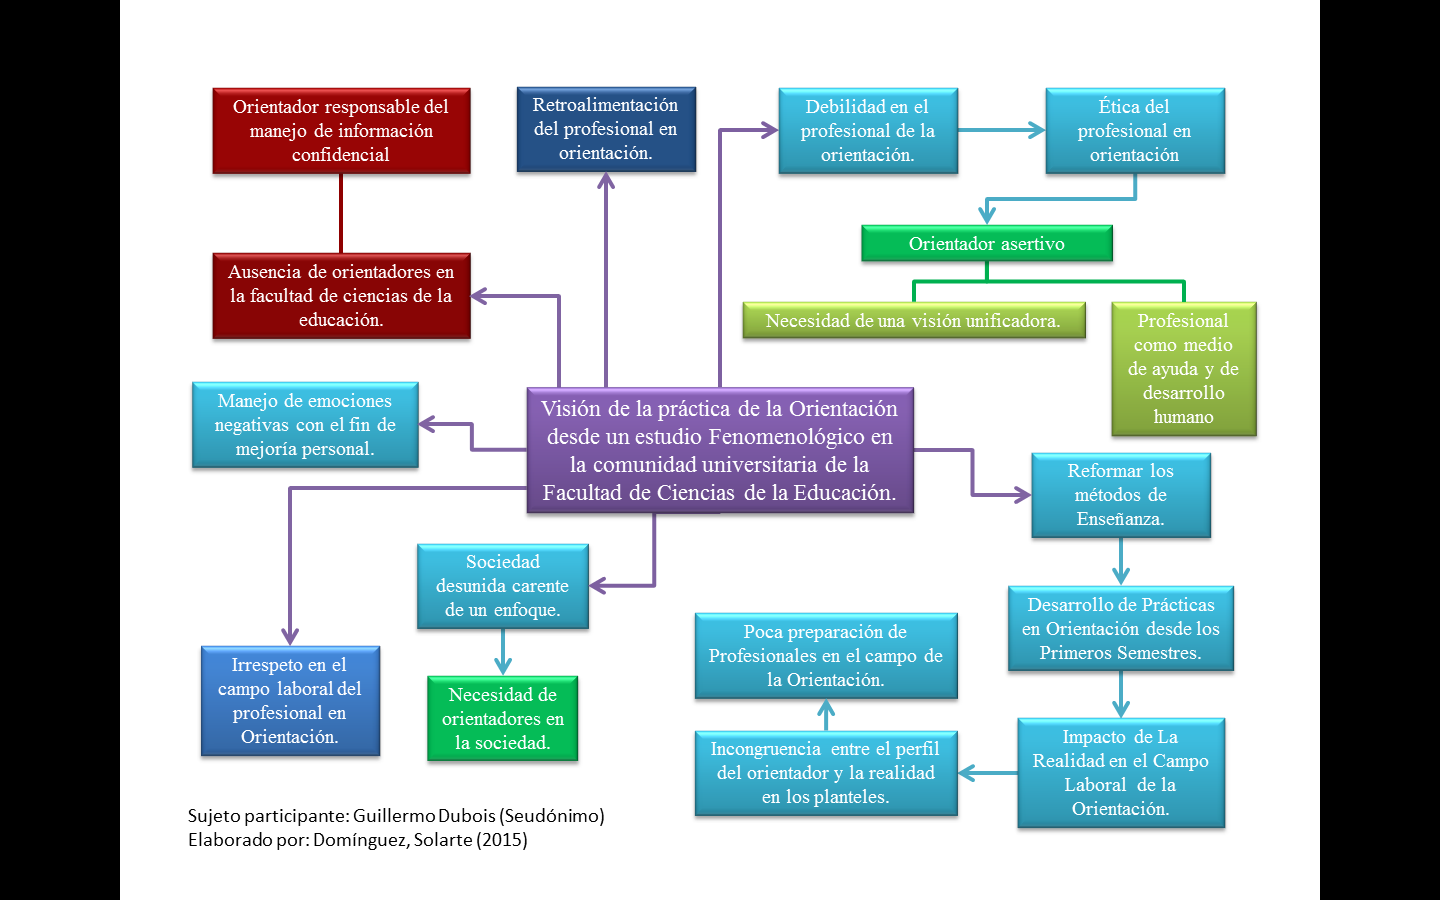 Orientador responsable del
manejo de información
confidencial
Retroalimentación
del profesional en
orientación.
Debilidad en el
profesional de la
orientación.
Ética del
profesional en
orientación
Orientador asertivo
Ausencia de orientadores en
la facultad de ciencias de la
educación.
Necesidad de una visión unificadora.
Profesional
como medio
de ayuda y de
desarrollo
humano
Manejo de emociones
negativas con el fin de
mejoría personal.
Visión de la práctica de la Orientación
desde un estudio Fenomenológico en
la comunidad universitaria de la
Facultad de Ciencias de la Educación.
Reformar los
métodos de
Enseñanza.
Sociedad
desunida carente
de un enfoque.
Desarrollo de Prácticas
en Orientación desde los
Primeros Semestres.
Poca preparación de
Profesionales en el campo de
la Orientación.
Irrespeto en el
campo laboral del
profesional en
Orientación.
Necesidad de
orientadores en
la sociedad.
Incongruencia entre el perfil
del orientador y la realidad
en los planteles.
Impacto de La
Realidad en el Campo
Laboral de la
Orientación.
Sujeto participante: Guillermo Dubois (Seudónimo)
Elaborado por: Domínguez, Solarte (2015)